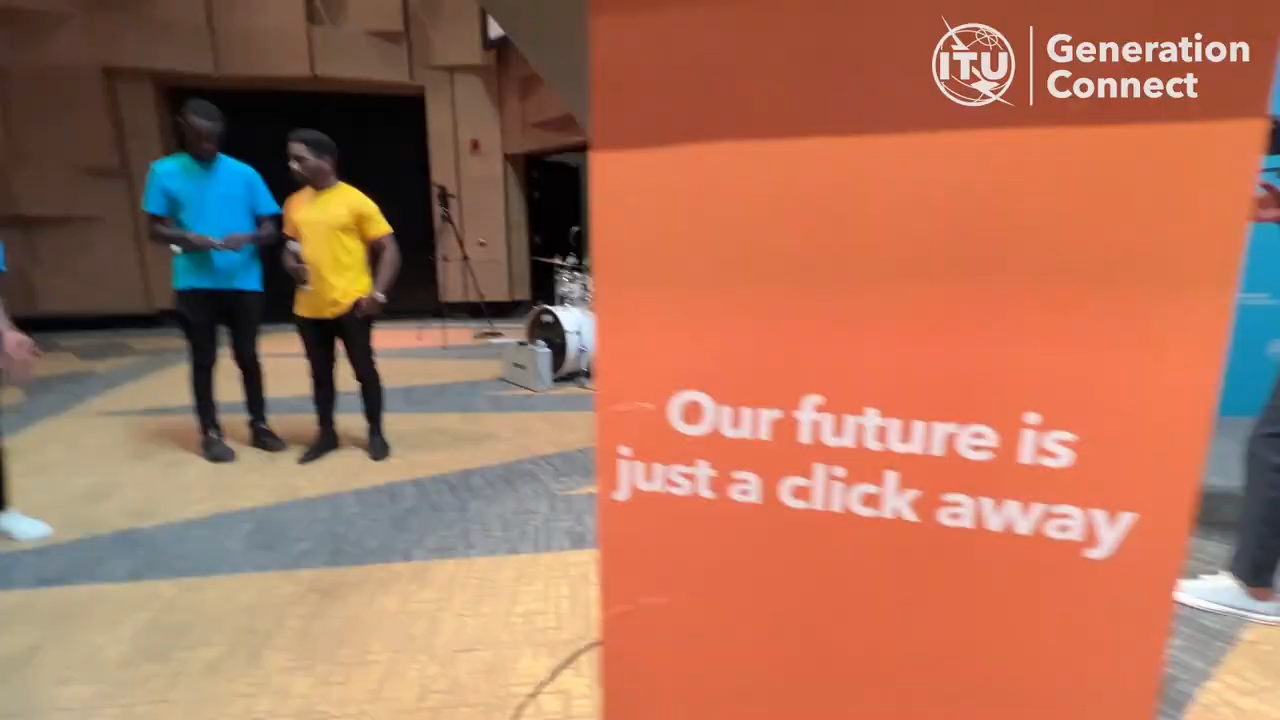 ITU
Generation
Connect
Our future is
just a click away